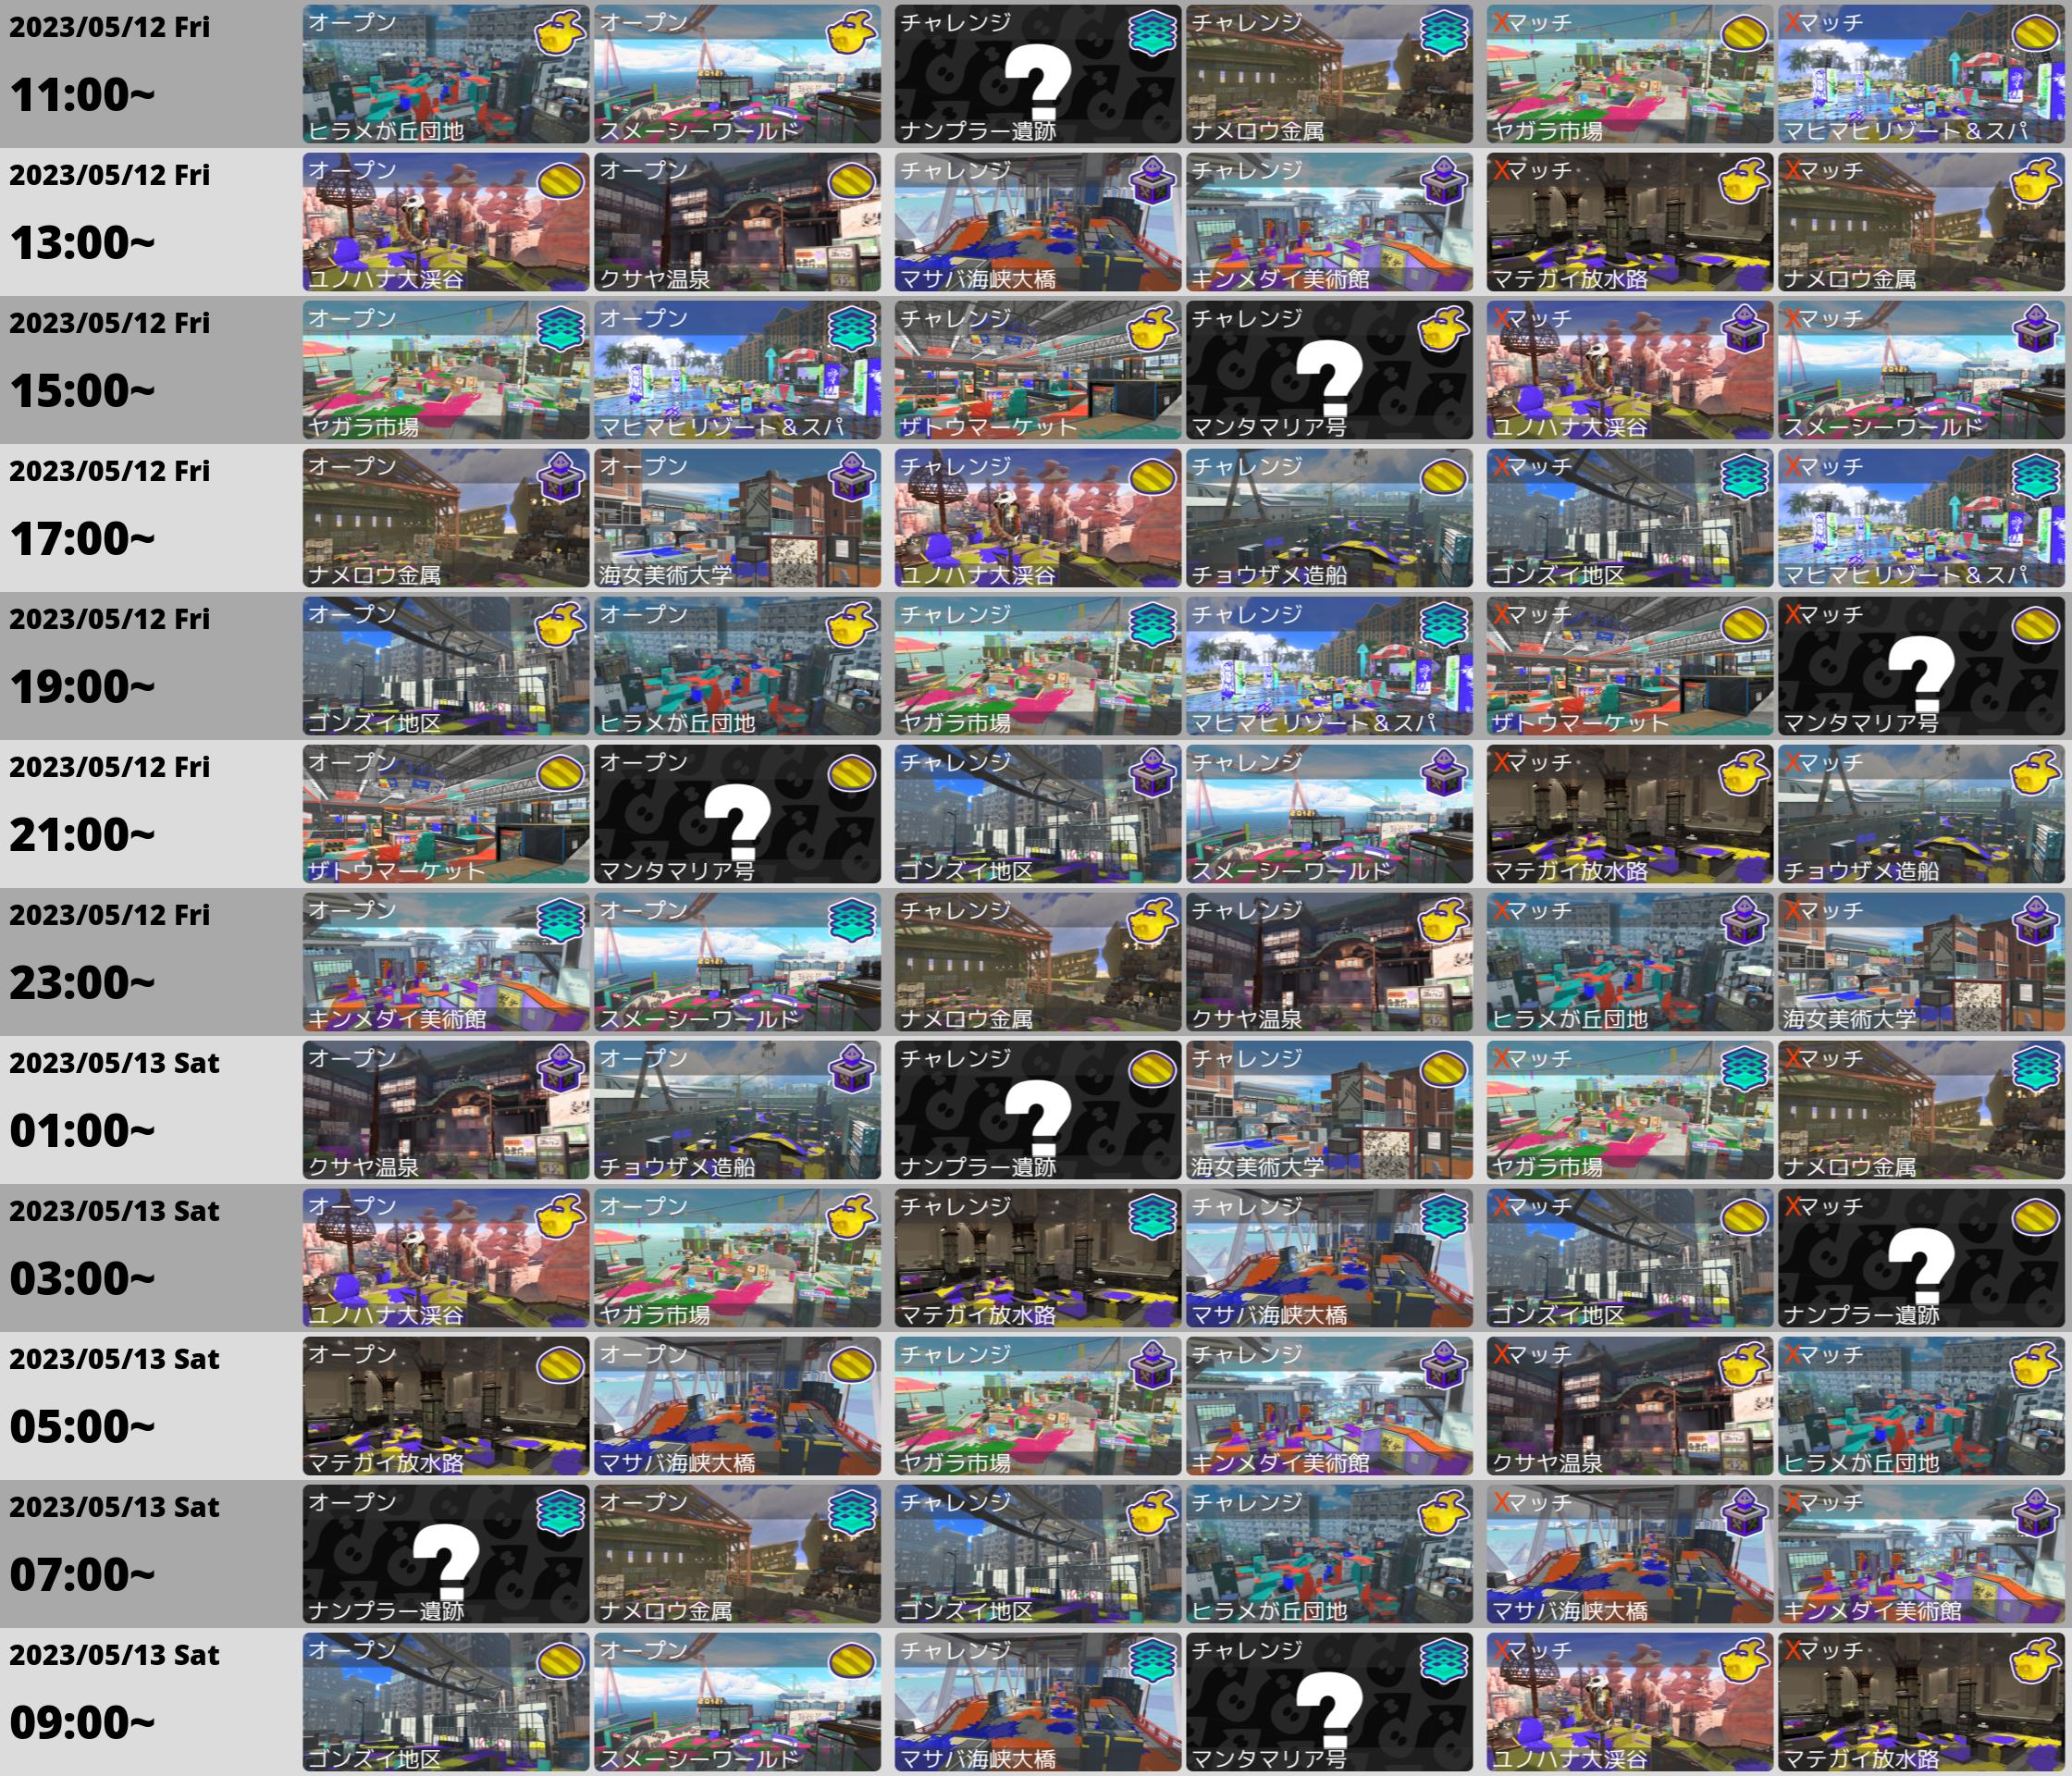 2023/05/12 Fri
11:00~
オープン
ヒラメが丘団地
オープン
スメーシーワールド
チャレンジ
ナンプラー遺跡
チャレンジ
ナメロウ金属
Xマッチ
ヤガラ市場
Xマッチ
マヒマヒリゾート&スパ
2023/05/12 Fri
13:00~
オープン
ユノハナ大渓谷
オープン
クサヤ温泉
チャレンジ
マサバ海峡大橋
チャレンジ
キンメダイ美術館
Xマッチ
マテガイ放水路
Xマッチ
ナメロウ金属
2023/05/12 Fri
15:00~
オープン
ヤガラ市場
オープン
マヒマヒリゾート&スパ
チャレンジ
ザトウマーケット
チャレンジ
マンタマリア号
Xマッチ
ユノハナ大渓谷
Xマッチ
スメーシーワールド
2023/05/12 Fri
17:00~
オープン
ナメロウ金属
オープン
海女美術大学
チャレンジ
ユノハナ大渓谷
チャレンジ
チョウザメ造船
Xマッチ
ゴンズイ地区
Xマッチ
マヒマヒリゾート&スパ
2023/05/12 Fri
19:00~
オープン
ゴンズイ地区
オープン
ヒラメが丘団地
チャレンジ
ヤガラ市場
チャレンジ
マヒマヒリゾート&スパ
Xマッチ
ザトウマーケット
Xマッチ
マンタマリア号
2023/05/12 Fri
21:00~
オープン
ザトウマーケット
オープン
マンタマリア号
チャレンジ
ゴンズイ地区
チャレンジ
スメーシーワールド
Xマッチ
マテガイ放水路
Xマッチ
チョウザメ造船
2023/05/12 Fri
23:00~
オープン
キンメダイ美術館
オープン
スメーシーワールド
チャレンジ
ナメロウ金属
チャレンジ
クサヤ温泉
Xマッチ
ヒラメが丘団地
Xマッチ
海女美術大学
2023/05/13 Sat
01:00~
オープン
クサヤ温泉
オープン
チョウザメ造船
チャレンジ
ナンプラー遺跡
チャレンジ
海女美術大学
Xマッチ
ヤガラ市場
Xマッチ
ナメロウ金属
2023/05/13 Sat
03:00~
オープン
ユノハナ大渓谷
オープン
ヤガラ市場
チャレンジ
マテガイ放水路
チャレンジ
マサバ海峡大橋
Xマッチ
ゴンズイ地区
Xマッチ
ナンプラー遺跡
2023/05/13 Sat
05:00~
オープン
マテガイ放水路
オープン
マサバ海峡大橋
チャレンジ
ヤガラ市場
チャレンジ
キンメダイ美術館
Xマッチ
クサヤ温泉
Xマッチ
ヒラメが丘団地
2023/05/13 Sat
07:00~
オープン
ナンプラー遺跡
オープン
ナメロウ金属
チャレンジ
ゴンズイ地区
チャレンジ
ヒラメが丘団地
Xマッチ
マサバ海峡大橋
Xマッチ
キンメダイ美術館
2023/05/13 Sat
09:00~
オープン
ゴンズイ地区
オープン
スメーシーワールド
チャレンジ
マサバ海峡大橋
チャレンジ
マンタマリア号
Xマッチ
ユノハナ大渓谷
Xマッチ
マテガイ放水路